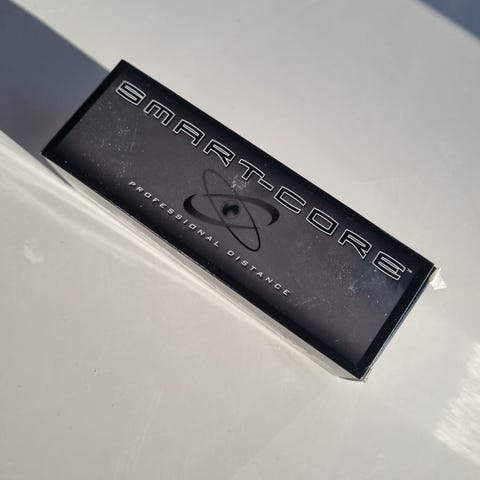 SMART-CORE™
PROFESSIONAL DISTANCE